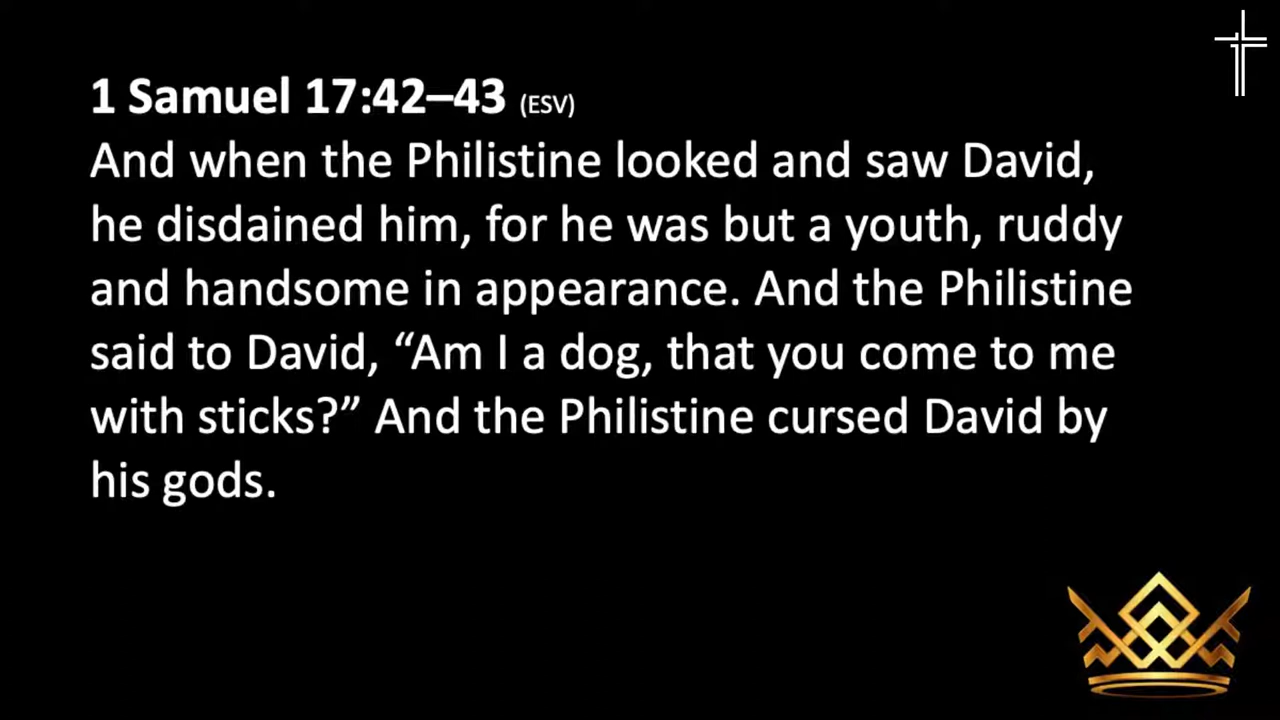 1 Samuel 17:42–43 (ESV)
And when the Philistine looked and saw David,
he disdained him, for he was but a youth, ruddy
and handsome in appearance. And the Philistine
said to David, “Am I a dog, that you come to me
with sticks?” And the Philistine cursed David by
his gods.